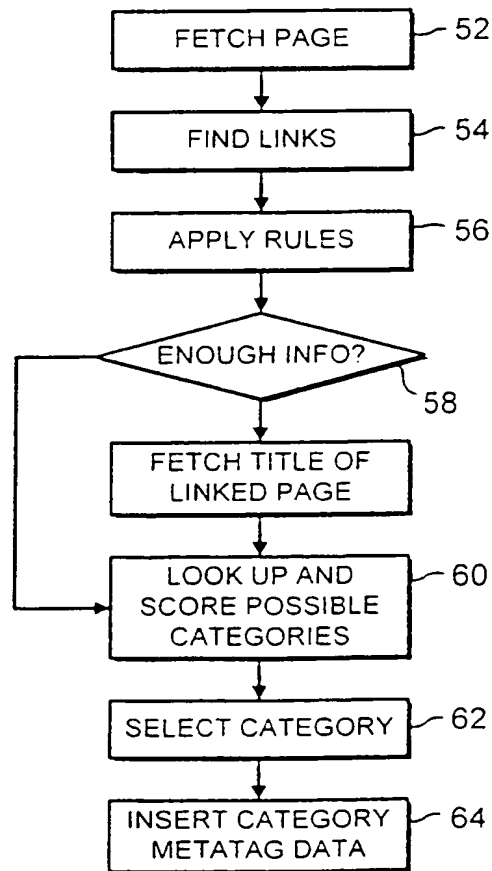 FETCH PAGE 52
FIND LINKS 54
APPLY RULES 56
ENOUGH INFO?
58
FETCH TITLE OF
LINKED PAGE
LOOK UP AND
SCORE POSSIBLE
CATEGORIES
60
SELECT CATEGORY 62
INSERT CATEGORY
METATAG DATA
64